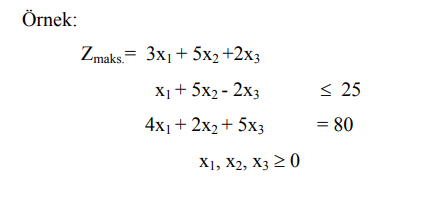 Örnek:
Zmaks.= 3x₁ + 5x₂ +2x₃
x₁ + 5x₂ - 2x₃ ≤ 25
4x₁ + 2x₂ + 5x₃ = 80
x₁, x₂, x₃ ≥ 0